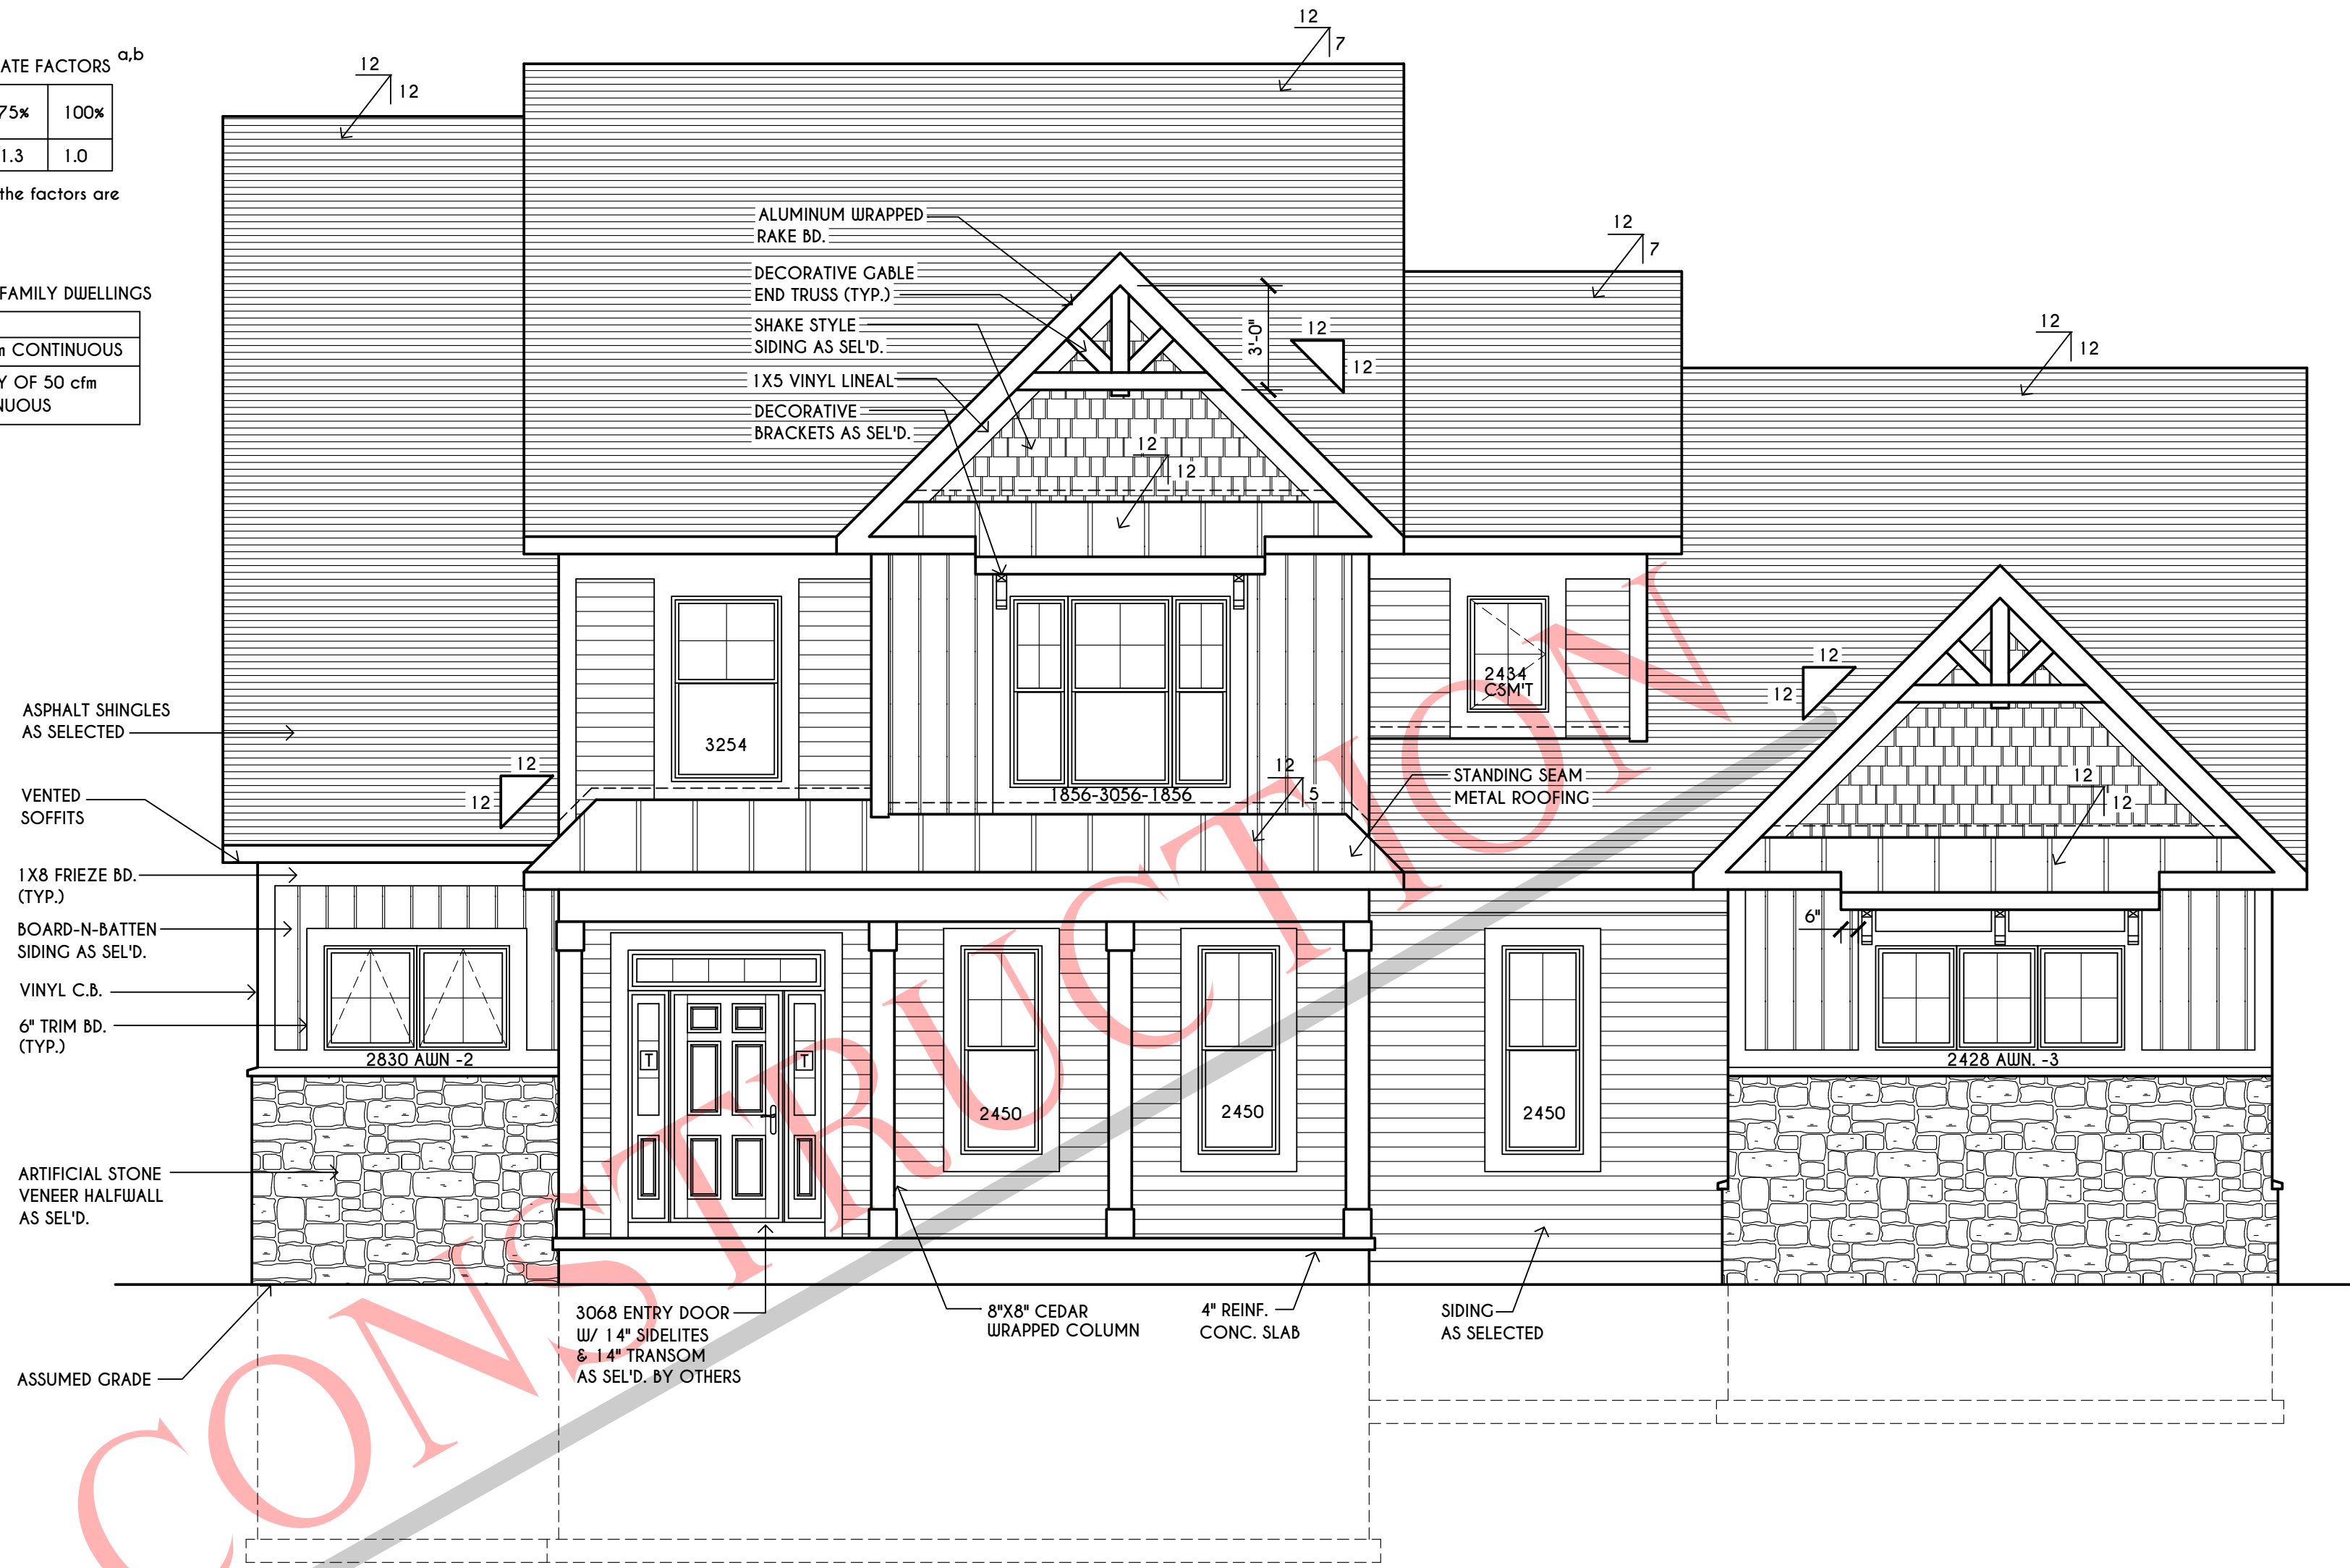 ATE FACTORS a,b
75% 100%
1.3 1.0
the factors are
FAMILY DWELLINGS
CONTINUOUS
Y OF 50 cfm
NUOUS
12
12
12
7
12
7
12
12
ALUMINUM WRAPPED
RAKE BD.
DECORATIVE GABLE
END TRUSS (TYP.)
SHAKE STYLE
SIDING AS SEL'D.
1X5 VINYL LINEAL
DECORATIVE
BRACKETS AS SEL'D.
3'-0"
12
12
12
12
ASPHALT SHINGLES
AS SELECTED
VENTED
SOFFITS
1X8 FRIEZE BD.
(TYP.)
BOARD-N-BATTEN
SIDING AS SEL'D.
VINYL C.B.
6" TRIM BD.
(TYP.)
ARTIFICIAL STONE
VENEER HALFWALL
AS SEL'D.
ASSUMED GRADE
12
12
3254
1856-3056-1856
2434
CSM'T
12
5
STANDING SEAM
METAL ROOFING
12
12
12
12
6"
2830 AWN -2
T
T
2450
2450
2450
2428 AWN. -3
3068 ENTRY DOOR
W/ 14" SIDELITES
& 14" TRANSOM
AS SEL'D. BY OTHERS
8"X8" CEDAR
WRAPPED COLUMN
4" REINF.
CONC. SLAB
SIDING
AS SELECTED
CONSTRUCTION